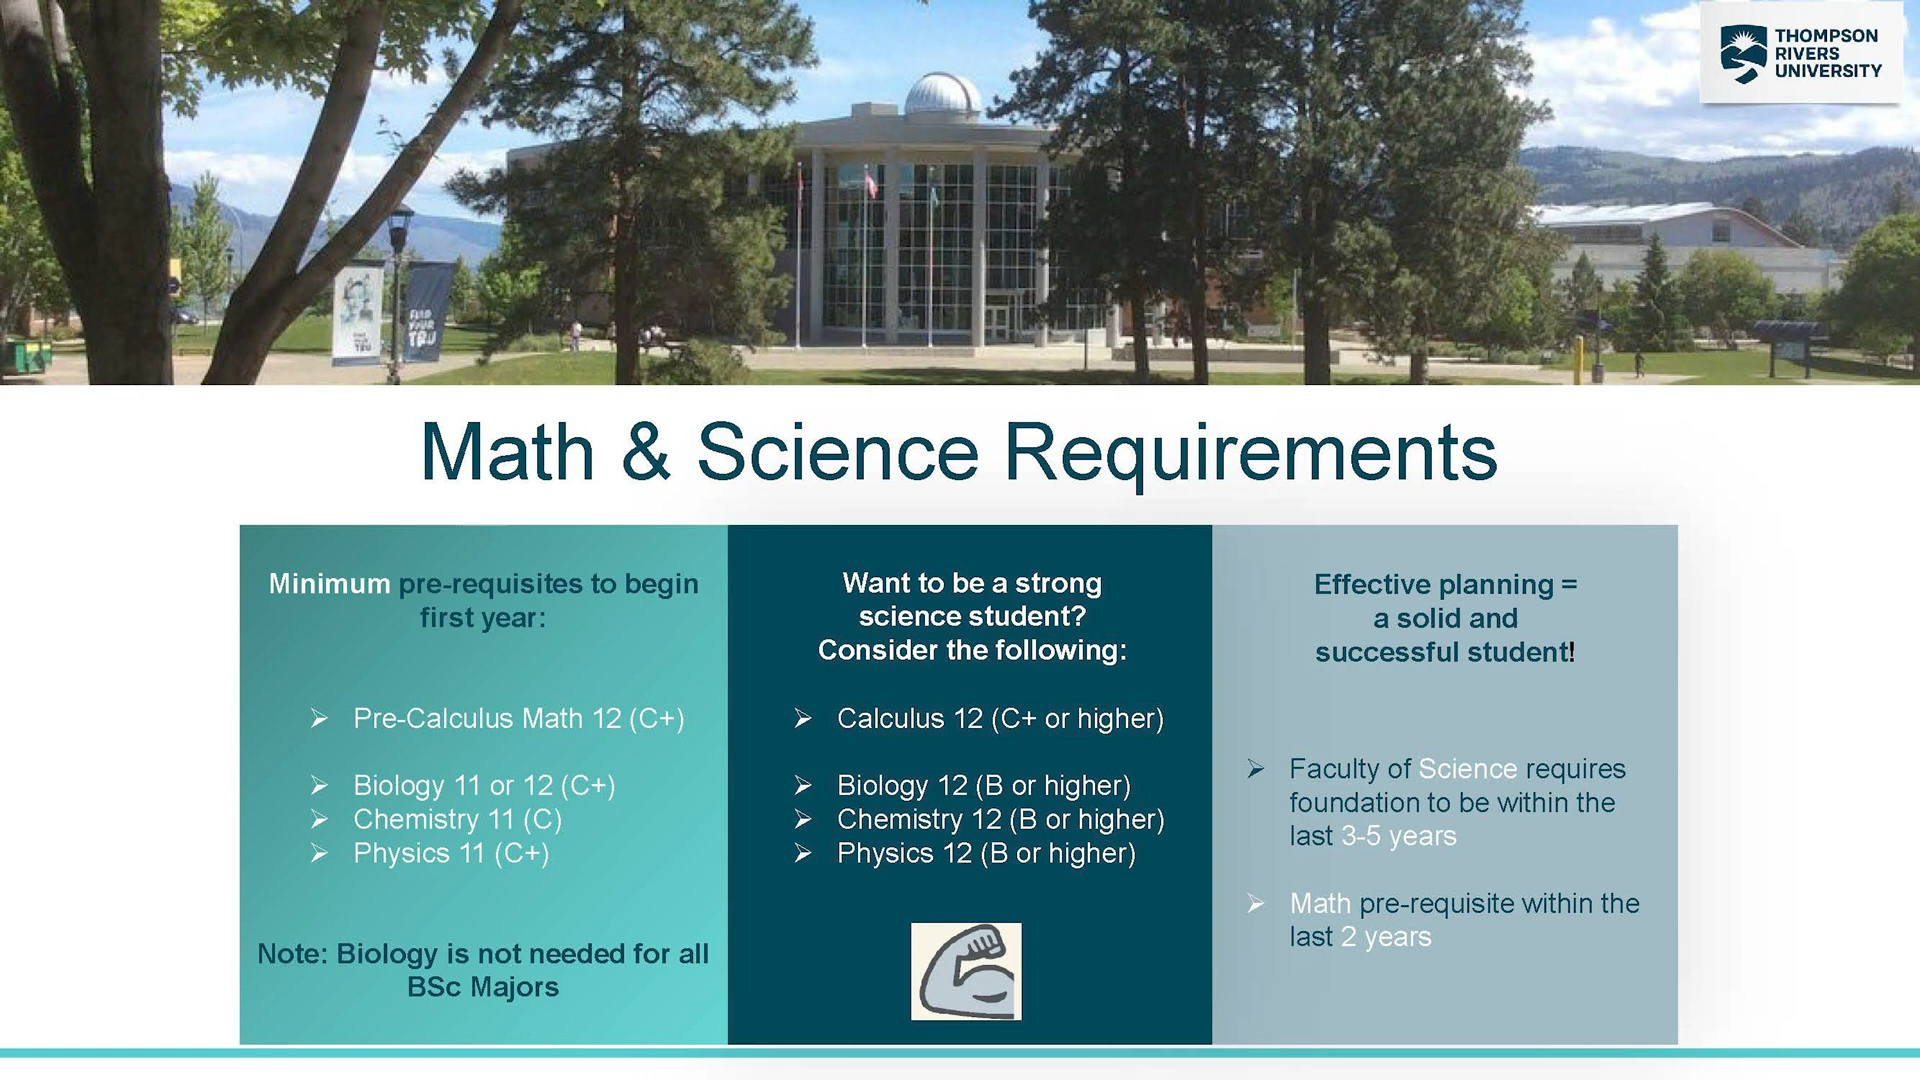 THOMPSON
RIVERS
UNIVERSITY
FIND
YOUR
TRU
Math & Science Requirements
Minimum pre-requisites to begin
first year:
➢ Pre-Calculus Math 12 (C+)
➢ Biology 11 or 12 (C+)
➢ Chemistry 11 (C)
➢ Physics 11 (C+)
Note: Biology is not needed for all
BSc Majors
Want to be a strong
science student?
Consider the following:
➢ Calculus 12 (C+ or higher)
➢ Biology 12 (B or higher)
➢ Chemistry 12 (B or higher)
➢ Physics 12 (B or higher)
Effective planning =
a solid and
successful student!
➢ Faculty of Science requires
foundation to be within the
last 3-5 years
➢ Math pre-requisite within the
last 2 years